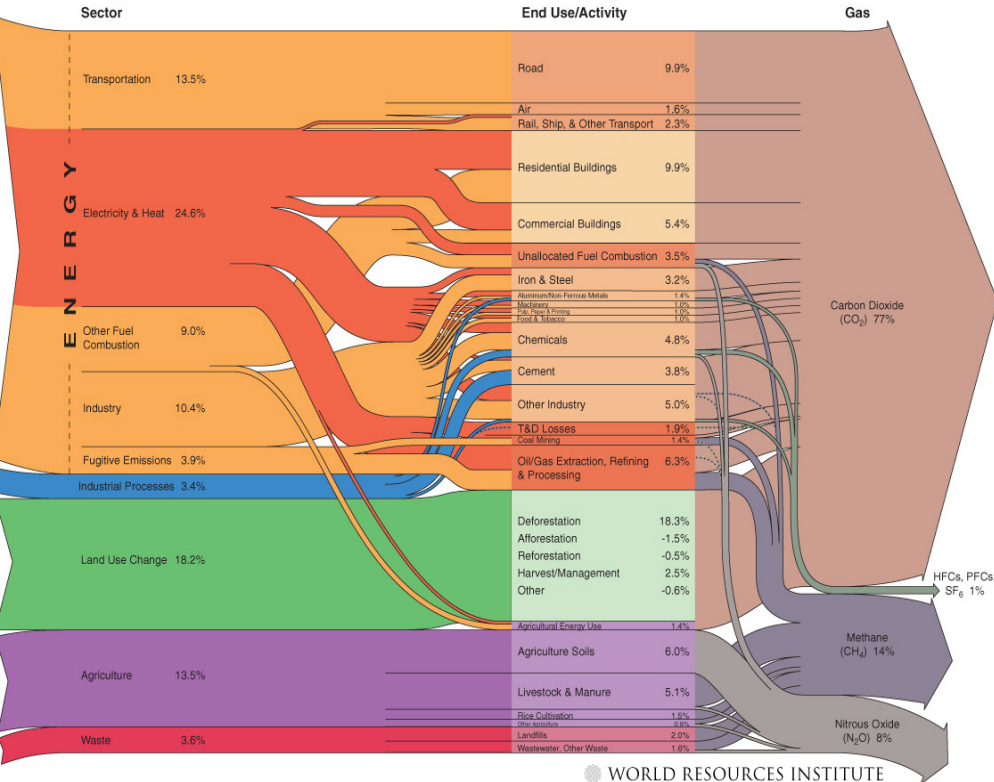 Sector
End Use/Activity
Gas
ENERGY
Transportation 13.5%
Electricity & Heat 24.6%
Other Fuel
Combustion
9.0%
Industry 10.4%
Fugitive Emissions 3.9%
Industrial Processes 3.4%
Land Use Change 18.2%
Agriculture 13.5%
Waste 3.6%
Road 9.9%
Air 1.6%
Rail, Ship, & Other Transport 2.3%
Residential Buildings 9.9%
Commercial Buildings 5.4%
Unallocated Fuel Combustion 3.5%
Iron & Steel 3.2%
Aluminum/Non-Ferrous Metals 1.4%
Machinery 1.0%
Pulp, Paper & Printing 1.0%
Food & Tobacco 1.0%
Chemicals 4.8%
Cement 3.8%
Other Industry 5.0%
T&D Losses 1.9%
Coal Mining 1.4%
Oil/Gas Extraction, Refining
& Processing
6.3%
Deforestation 18.3%
Afforestation -1.5%
Reforestation -0.5%
Harvest/Management 2.5%
Other -0.6%
Agricultural Energy Use 1.4%
Agriculture Soils 6.0%
Livestock & Manure 5.1%
Rice Cultivation 1.5%
Other Agriculture 0.9%
Landfills 2.0%
Wastewater, Other Waste 1.6%
Carbon Dioxide
(CO₂) 77%
HFCs, PFCs,
SF₆ 1%
Methane
(CH₄) 14%
Nitrous Oxide
(N₂O) 8%
WORLD RESOURCES INSTITUTE